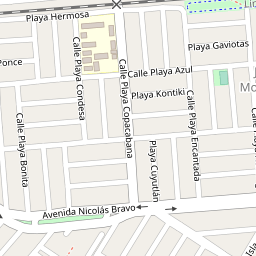 Playa Hermosa
Playa Gaviotas
Ponce
Calle Playa Azul
Playa Kontiki
Calle Playa Condesa
Calle Playa Copacabana
Calle Playa Encantada
Calle Playa Bonita
Playa Cuyutlán
Avenida Nicolás Bravo